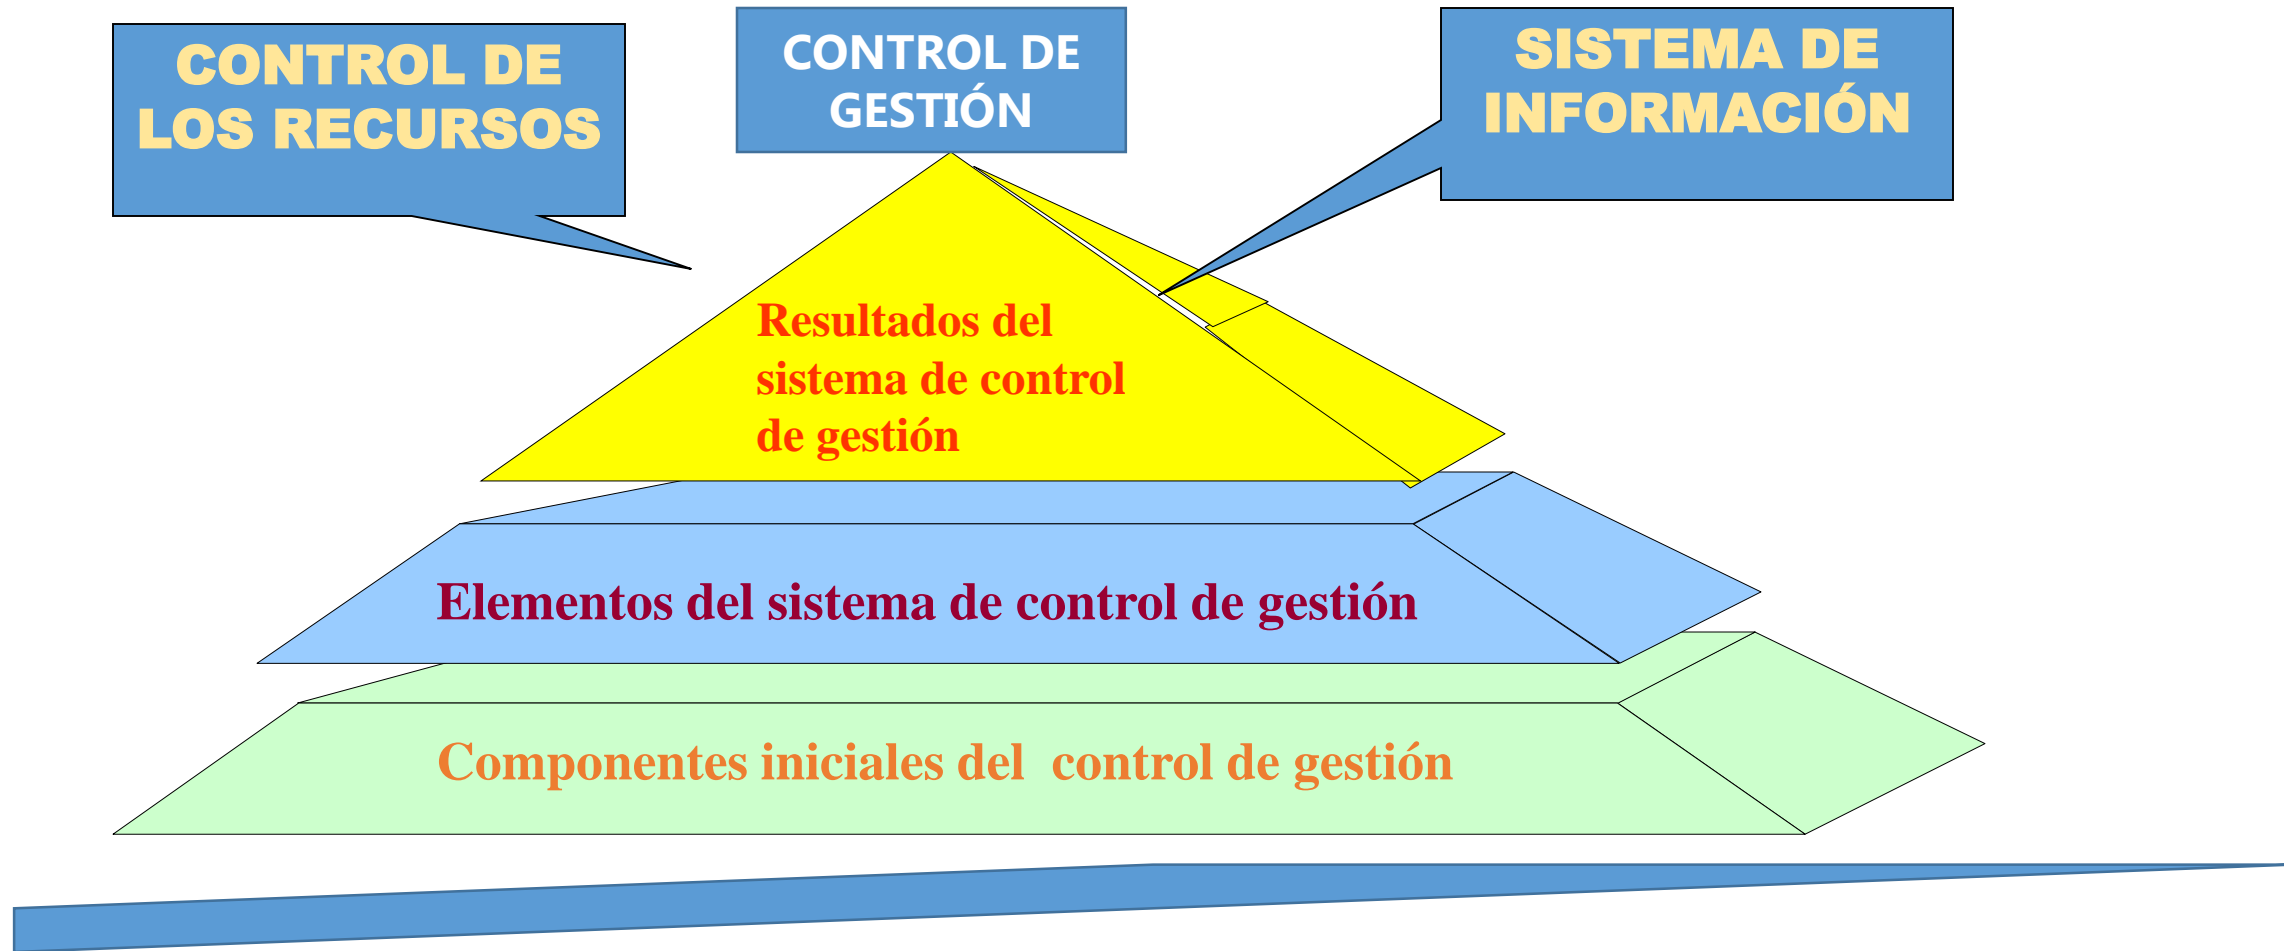 CONTROL DE
LOS RECURSOS
CONTROL DE
GESTIÓN
SISTEMA DE
INFORMACIÓN
Resultados del
sistema de control
de gestión
Elementos del sistema de control de gestión
Componentes iniciales del  control de gestión